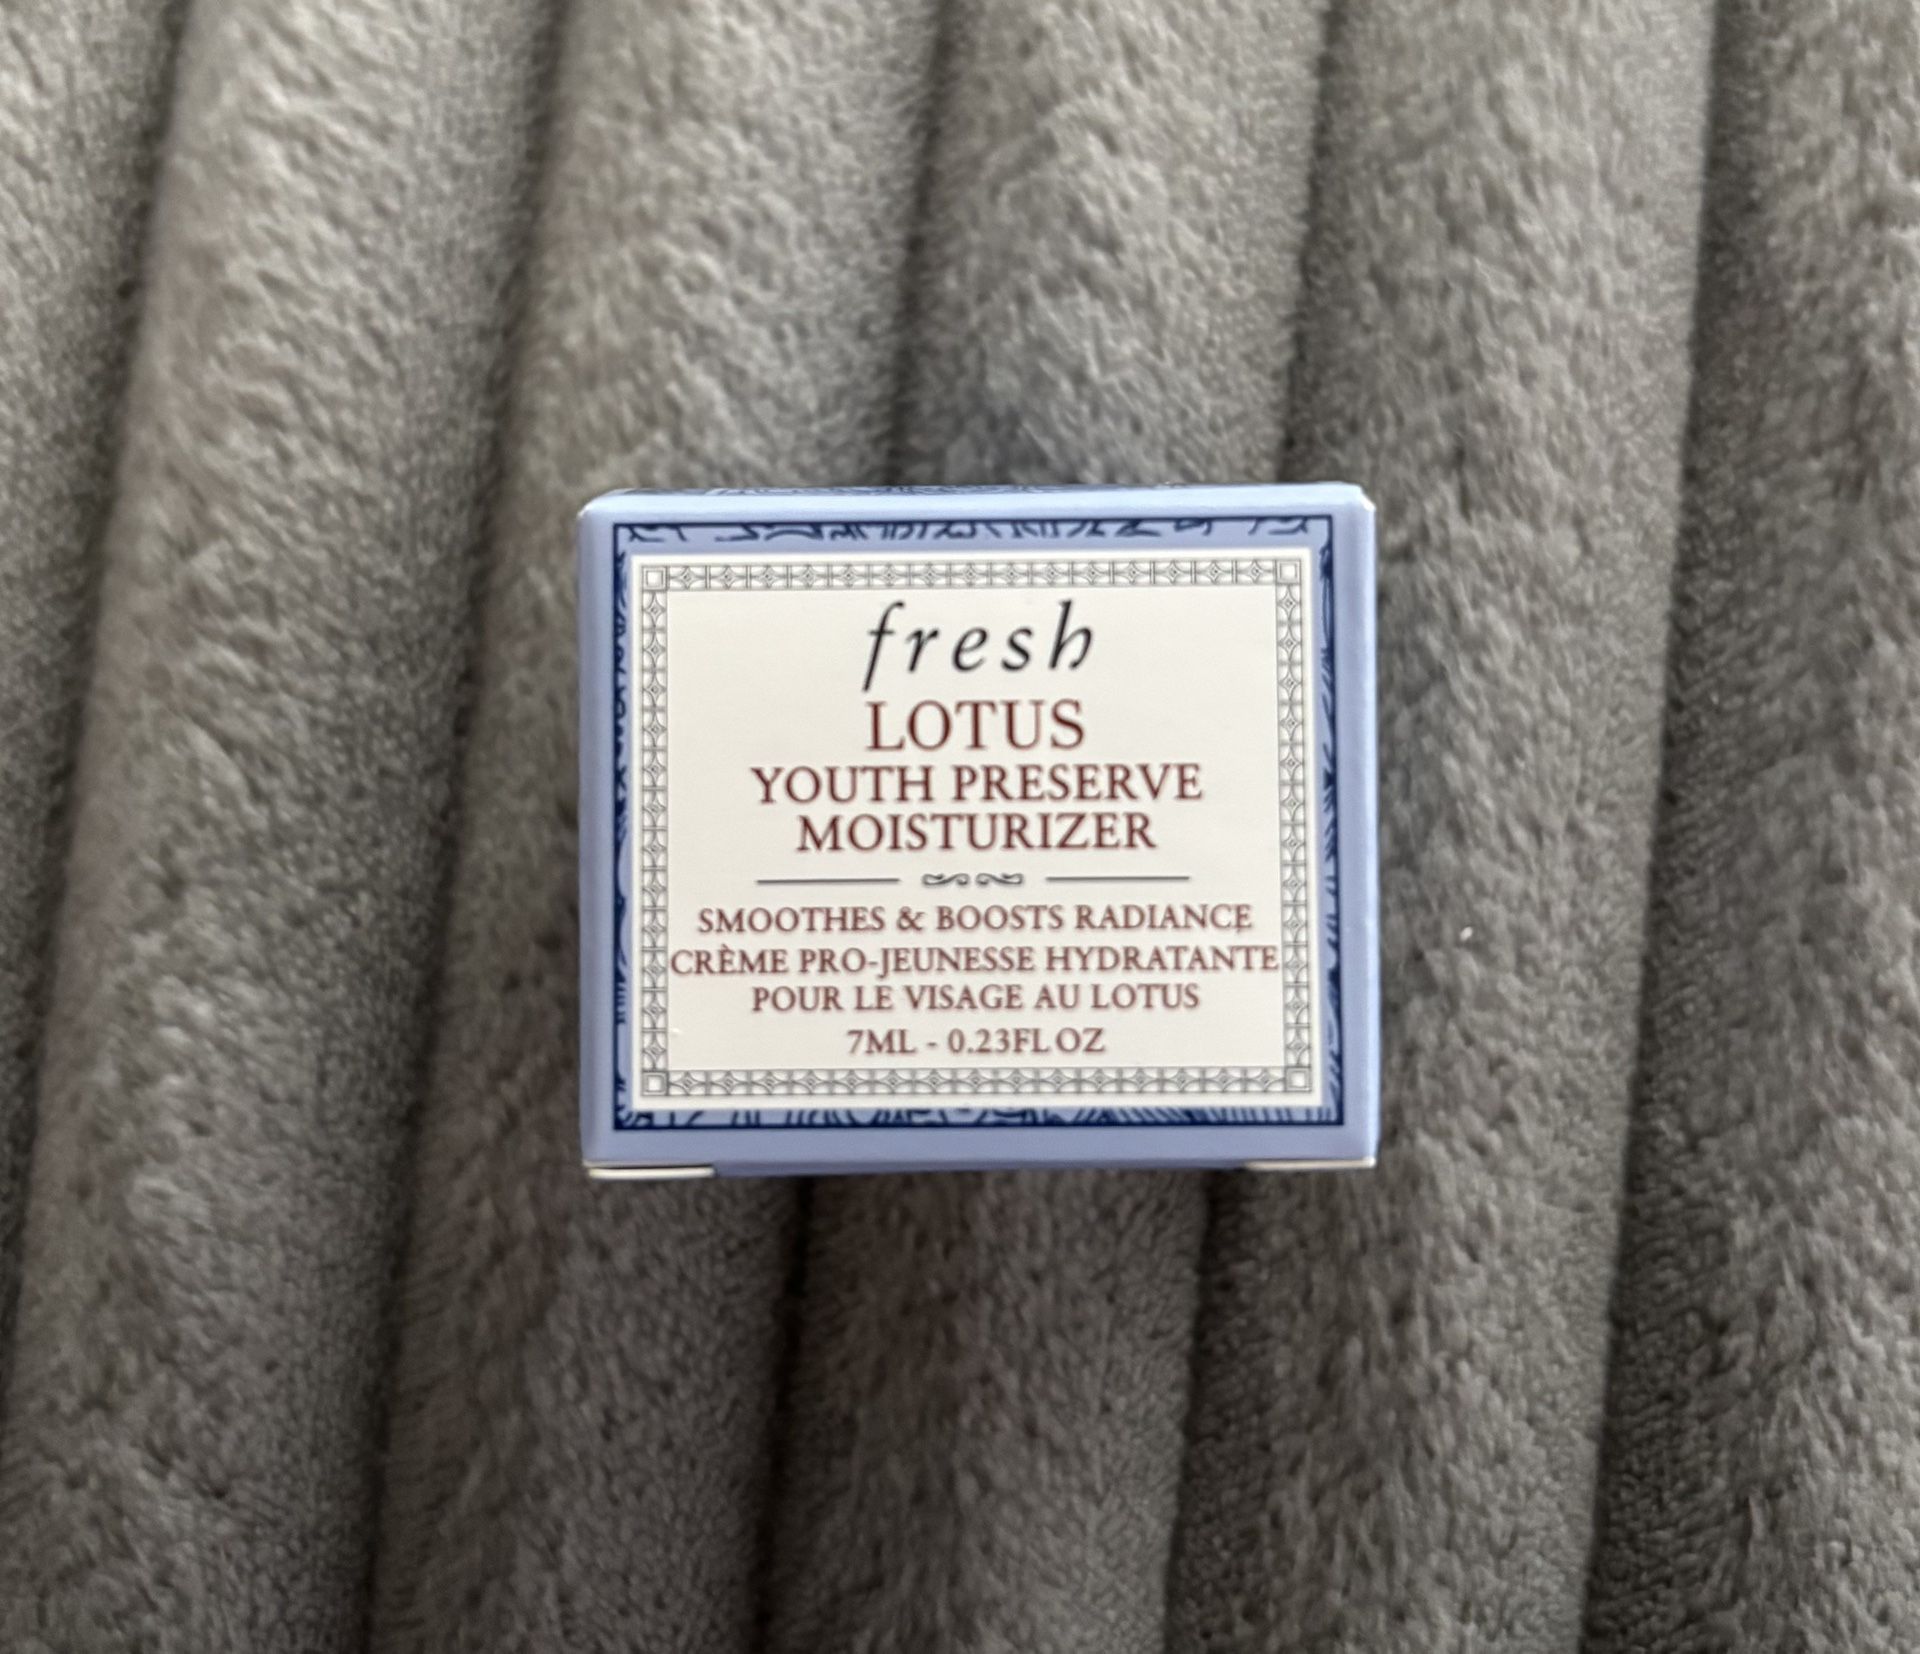 fresh
LOTUS
YOUTH PRESERVE
MOISTURIZER
SMOOTHES & BOOSTS RADIANCE
CRÈME PRO-JEUNESSE HYDRATANTE
POUR LE VISAGE AU LOTUS
7ML - 0.23FL OZ